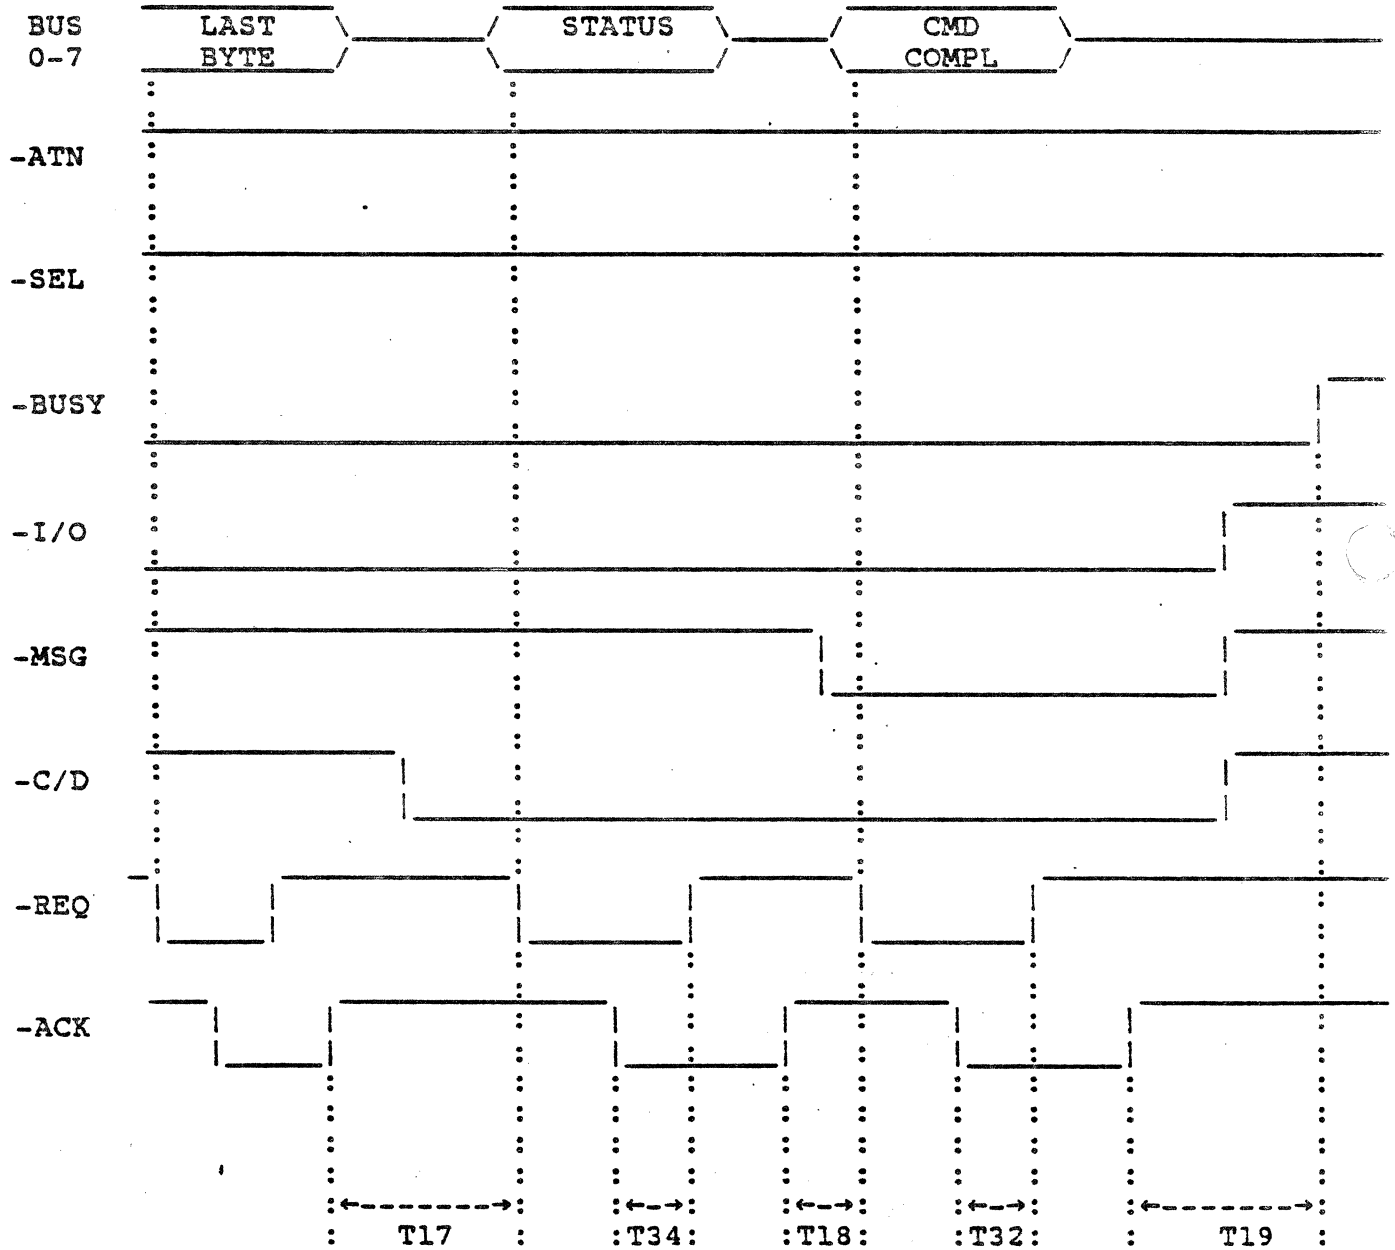 BUS LAST STATUS CMD
0-7 BYTE COMPL
-ATN
-SEL
-BUSY
-I/O
-MSG
-C/D
-REQ
-ACK
T17 T34 T18 T32 T19